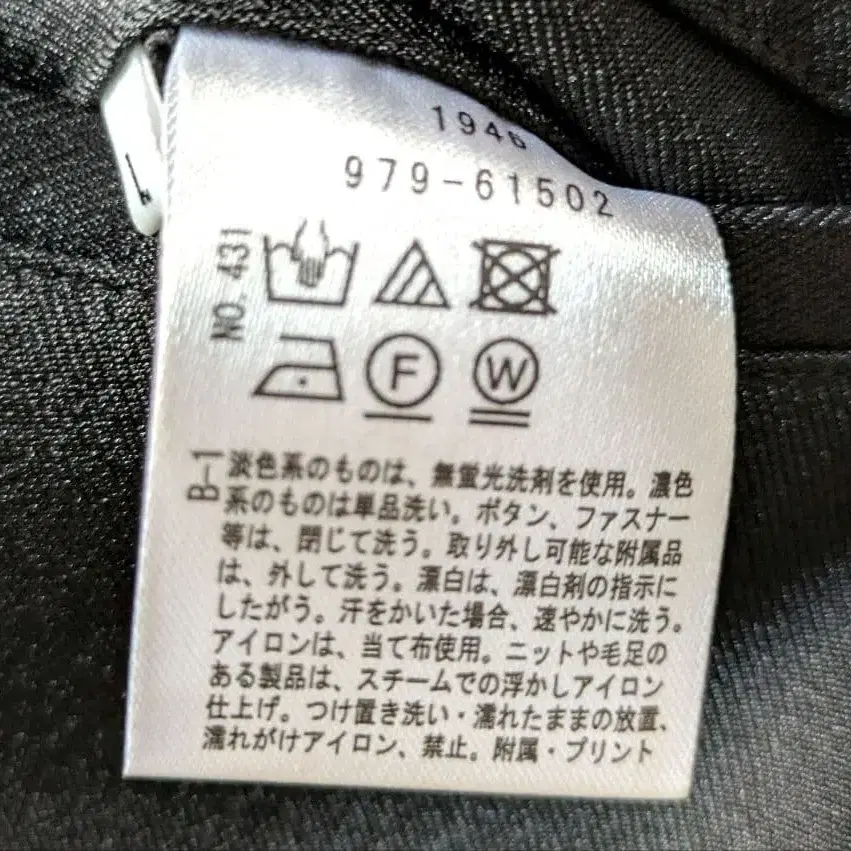 1946
979-61502
NO. 431
F W
B-1
淡色系のものは、無蛍光洗剤を使用。濃色
系のものは単品洗い。ボタン、ファスナー
等は、閉じて洗う。取り外し可能な附属品
は、外して洗う。漂白は、漂白剤の指示に
したがう。汗をかいた場合、速やかに洗う。
アイロンは、当て布使用。ニットや毛足の
ある製品は、スチームでの浮かしアイロン
仕上げ。つけ置き洗い・濡れたままの放置、
濡れがけアイロン、禁止。附属・プリント